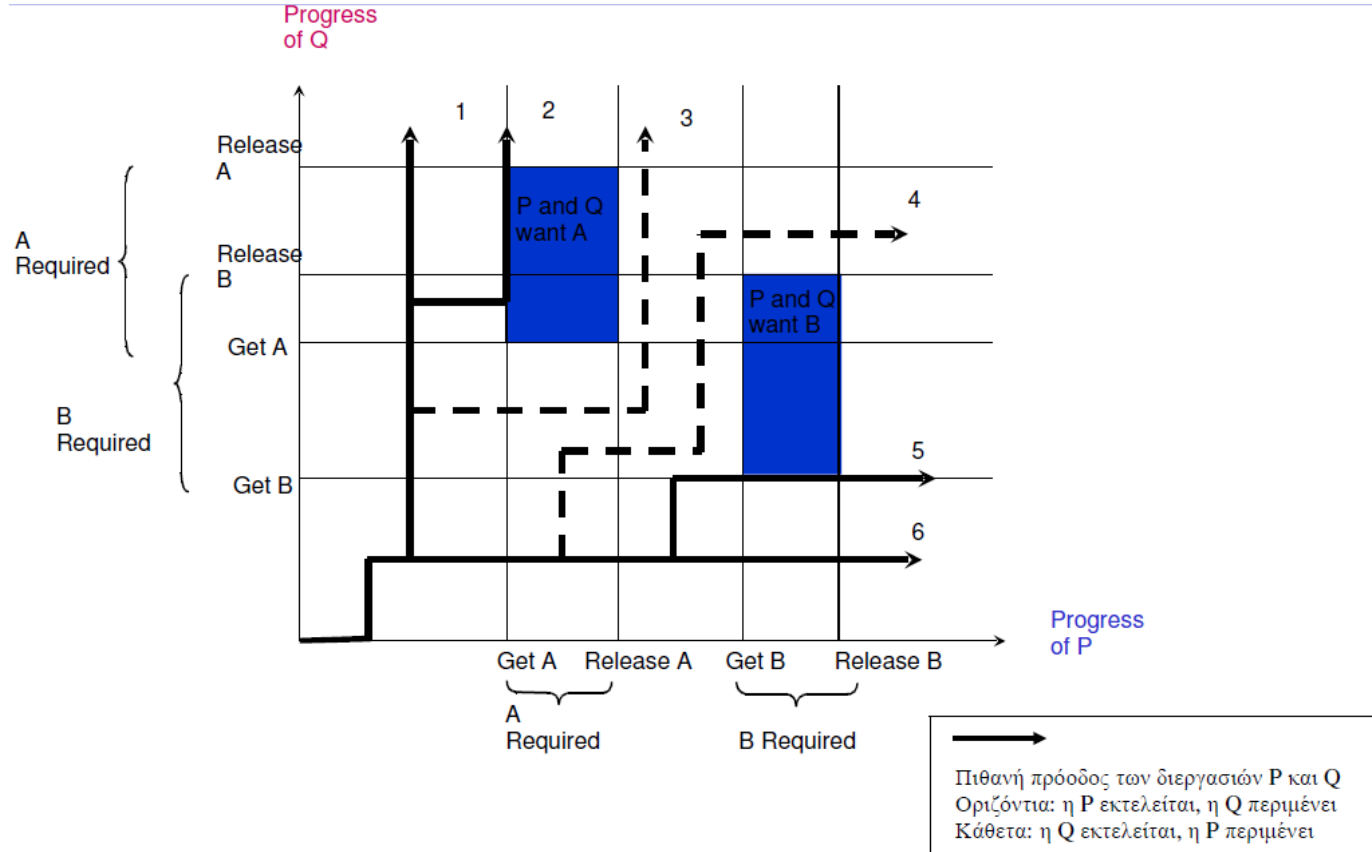 Progress
of Q
1
2
3
Release
A
P and Q
want A
4
A
Required
Release
B
P and Q
want B
Get A
B
Required
5
Get B
6
Progress
of P
Get A
Release A
Get B
Release B
A
Required
B Required
Πιθανή πρόοδος των διεργασιών P και Q
Οριζόντια: η P εκτελείται, η Q περιμένει
Κάθετα: η Q εκτελείται, η P περιμένει